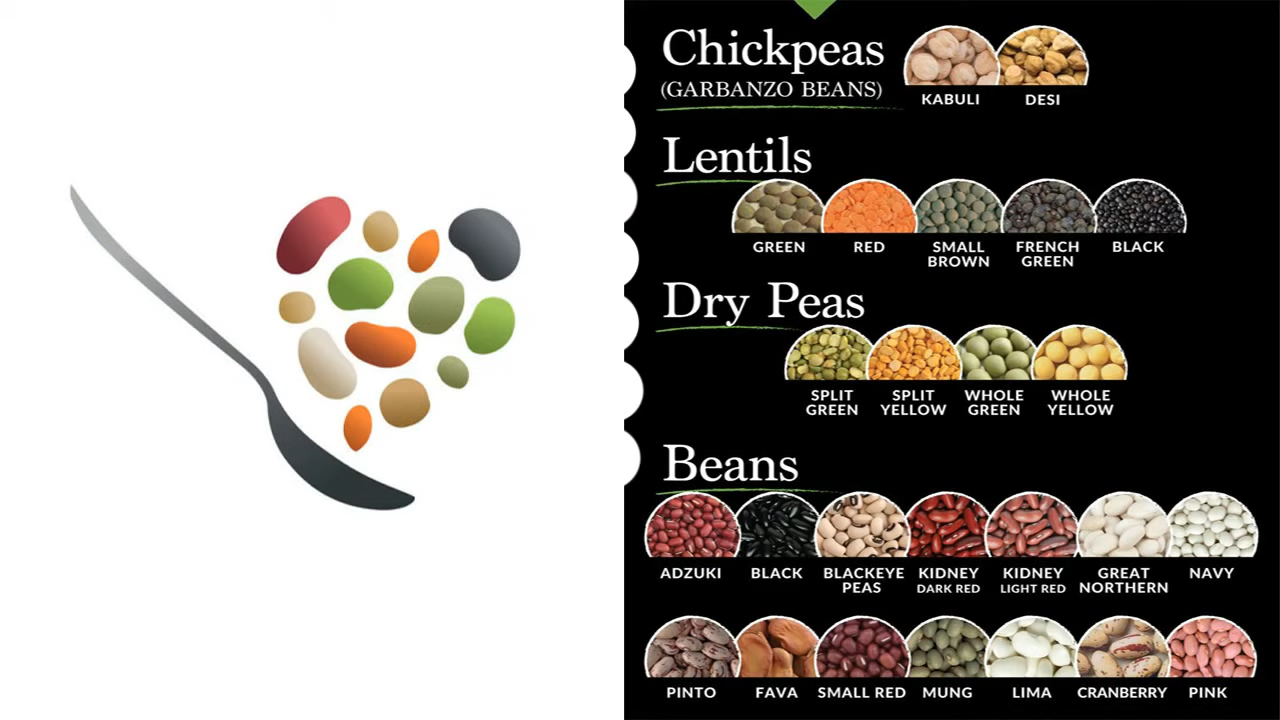 Chickpeas
(GARBANZO BEANS)
KABULI
DESI
Lentils
GREEN
RED
SMALL
BROWN
FRENCH
GREEN
BLACK
Dry Peas
SPLIT
GREEN
SPLIT
YELLOW
WHOLE
GREEN
WHOLE
YELLOW
Beans
ADZUKI
BLACK
BLACKEYE
PEAS
KIDNEY
DARK RED
KIDNEY
LIGHT RED
GREAT
NORTHERN
NAVY
PINTO
FAVA
SMALL RED
MUNG
LIMA
CRANBERRY
PINK